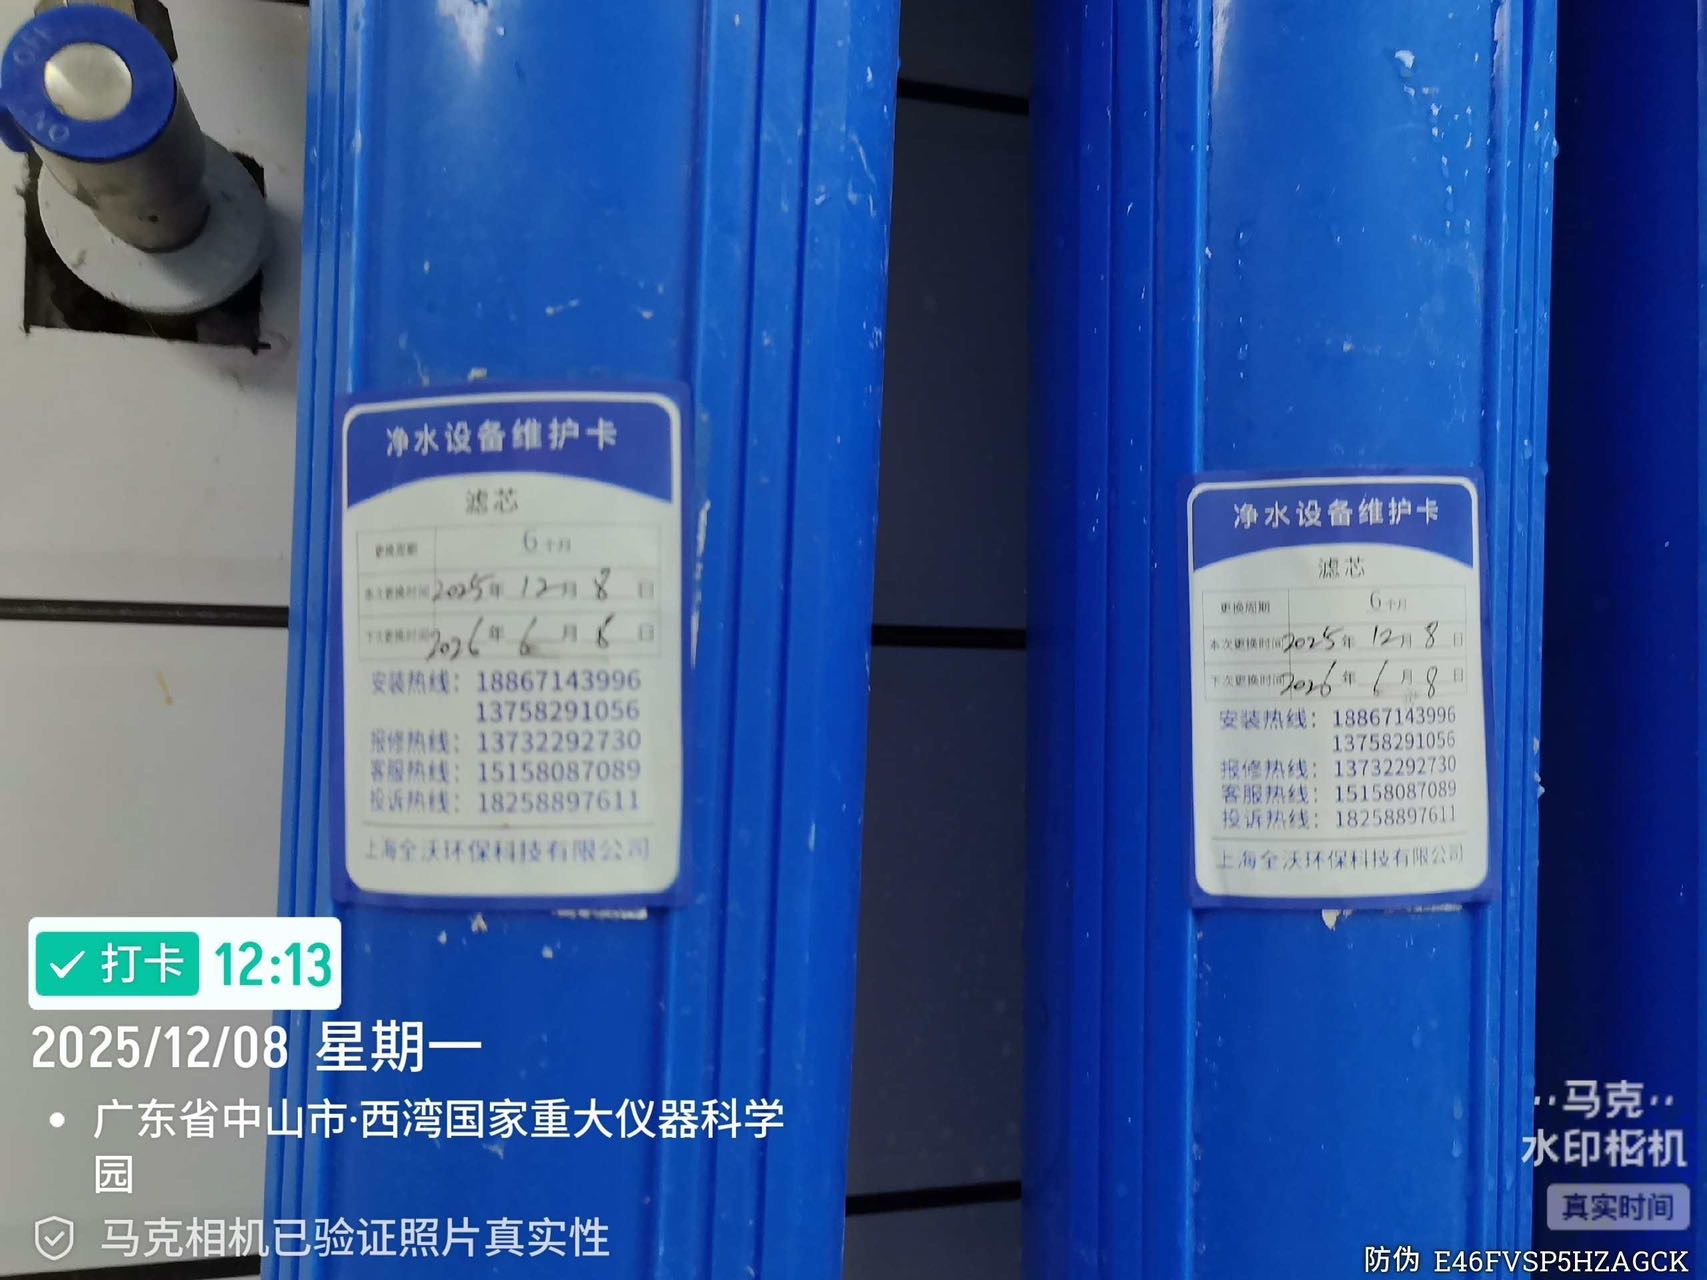 OFF
ON
净水设备维护卡
滤芯
更换周期 6个月
本次更换时间 2025年 12月 8日
下次更换时间 2026年 6月 8日
安装热线：18867143996
13758291056
报修热线：13732292730
客服热线：15158087089
投诉热线：18258897611
上海全沃环保科技有限公司
净水设备维护卡
滤芯
更换周期 6个月
本次更换时间 2025年 12月 8日
下次更换时间 2026年 6月 8日
安装热线：18867143996
13758291056
报修热线：13732292730
客服热线：15158087089
投诉热线：18258897611
上海全沃环保科技有限公司
打卡 12:13
2025/12/08 星期一
广东省中山市·西湾国家重大仪器科学
园
马克相机已验证照片真实性
马克
水印相机
真实时间
防伪 E46FVSP5HZAGCK